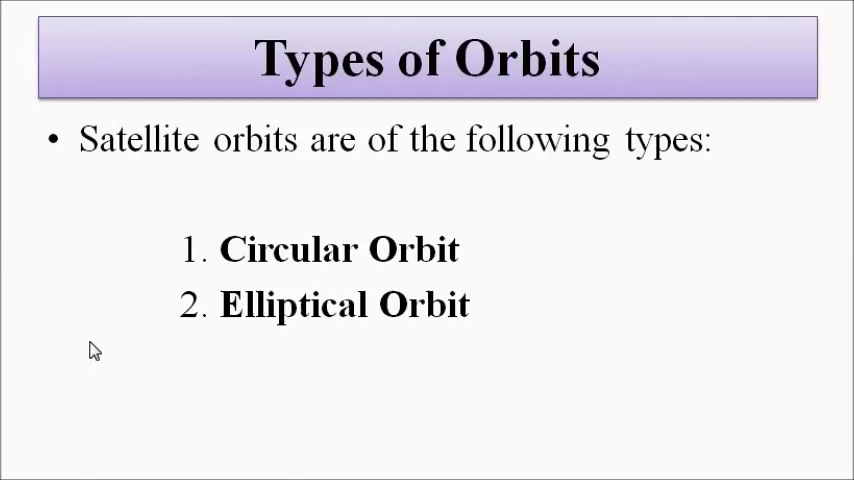 Types of Orbits
• Satellite orbits are of the following types:
1. Circular Orbit
2. Elliptical Orbit